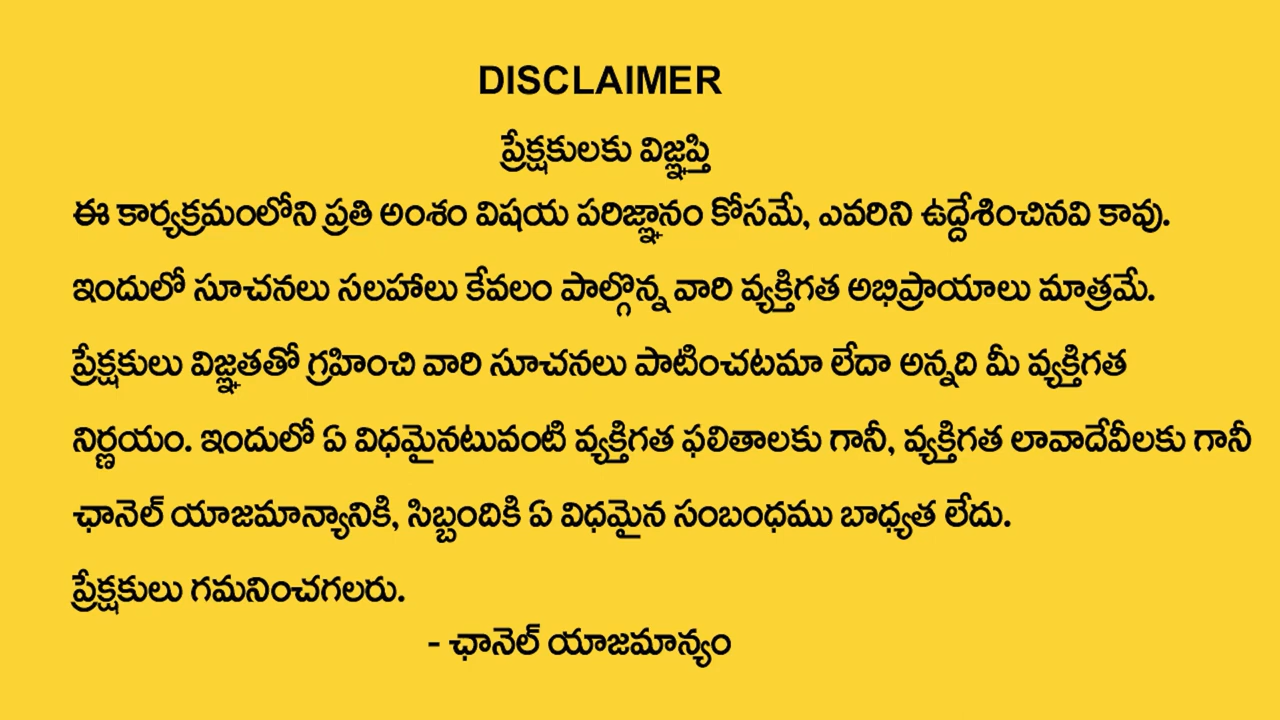 DISCLAIMER
ప్రేక్షకులకు విజ్ఞప్తి
ఈ కార్యక్రమంలోని ప్రతి అంశం విషయ పరిజ్ఞానం కోసమే, ఎవరిని ఉద్దేశించినవి కావు.
ఇందులో సూచనలు సలహాలు కేవలం పాల్గొన్న వారి వ్యక్తిగత అభిప్రాయాలు మాత్రమే.
ప్రేక్షకులు విజ్ఞతతో గ్రహించి వారి సూచనలు పాటించటమా లేదా అన్నది మీ వ్యక్తిగత
నిర్ణయం. ఇందులో ఏ విధమైనటువంటి వ్యక్తిగత ఫలితాలకు గానీ, వ్యక్తిగత లావాదేవీలకు గానీ
ఛానెల్ యాజమాన్యానికి, సిబ్బందికి ఏ విధమైన సంబంధము బాధ్యత లేదు.
ప్రేక్షకులు గమనించగలరు.
- ఛానెల్ యాజమాన్యం